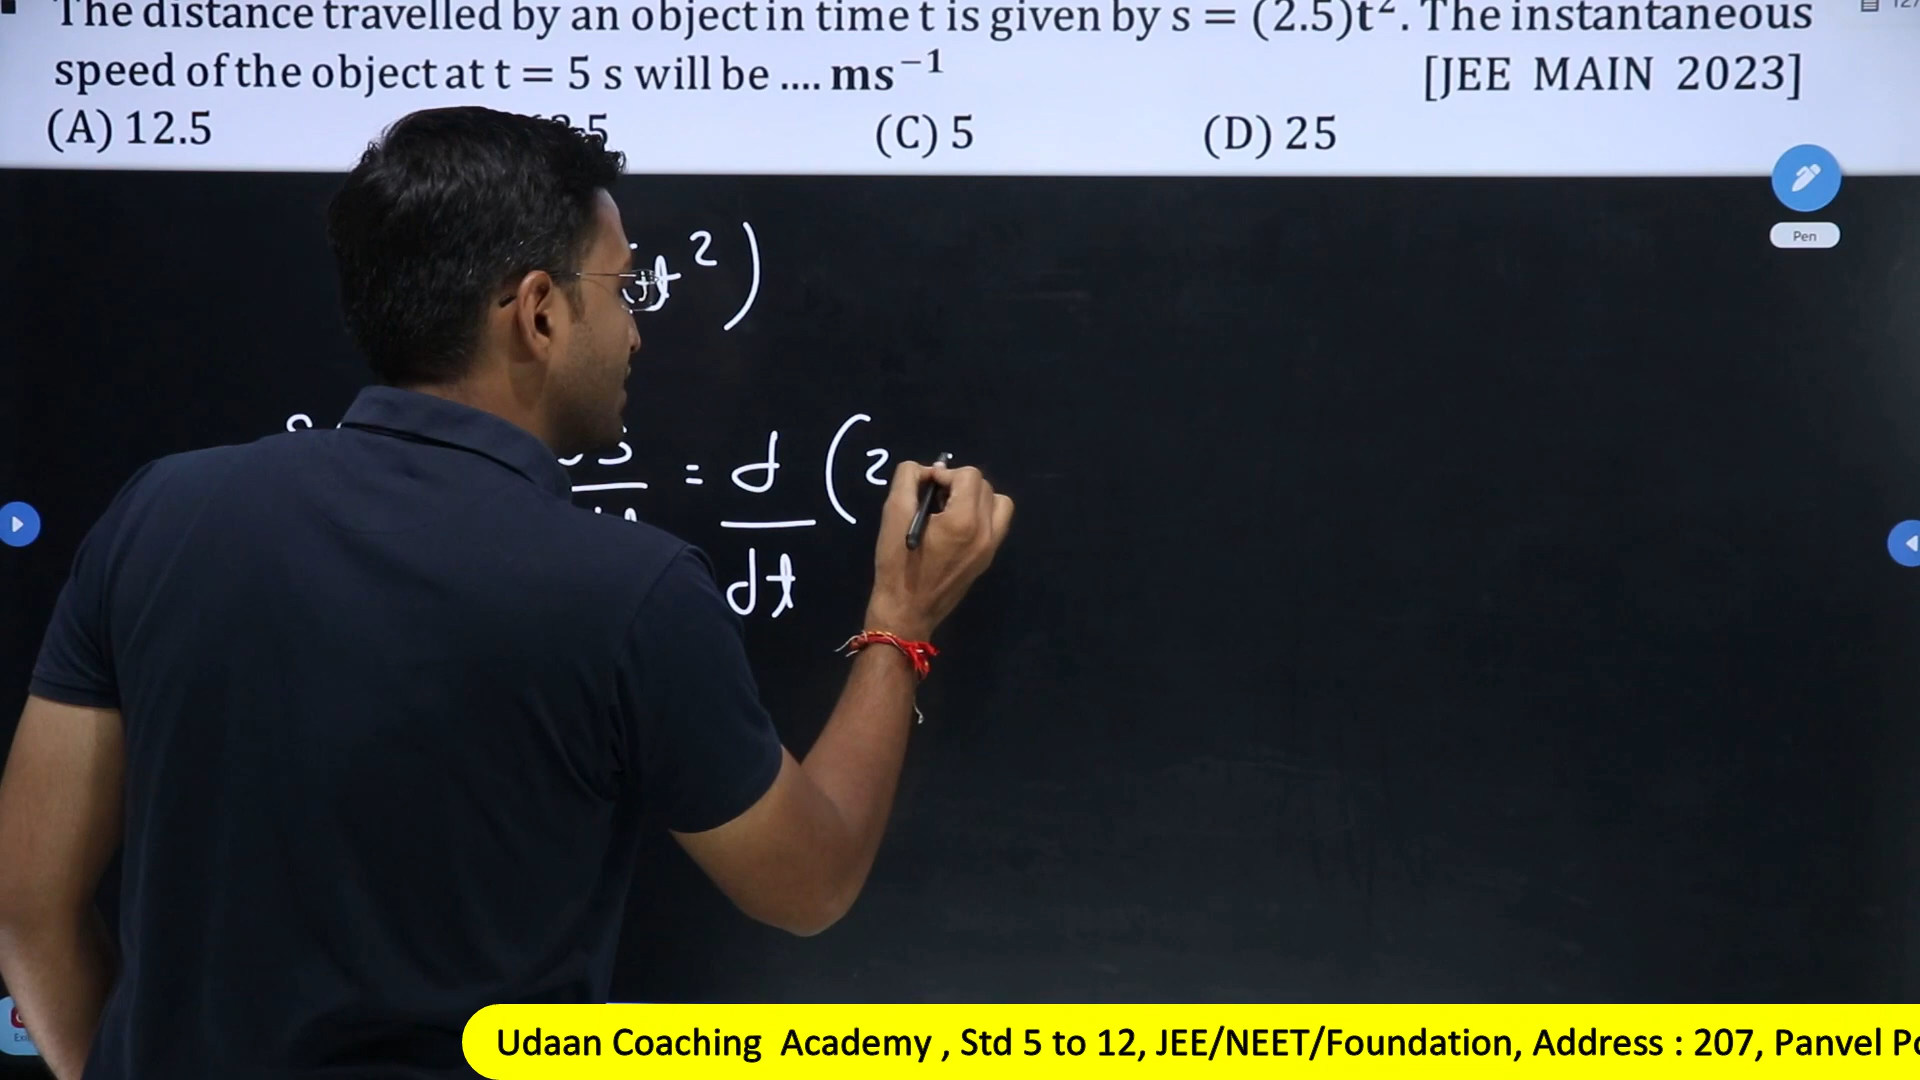 The distance travelled by an object in time t is given by s = (2.5)t². The instantaneous
speed of the object at t = 5 s will be .... ms⁻¹ [JEE MAIN 2023]
(A) 12.5 (C) 5 (D) 25
Pen
t²)
= d (2
dt
Udaan Coaching Academy , Std 5 to 12, JEE/NEET/Foundation, Address : 207, Panvel